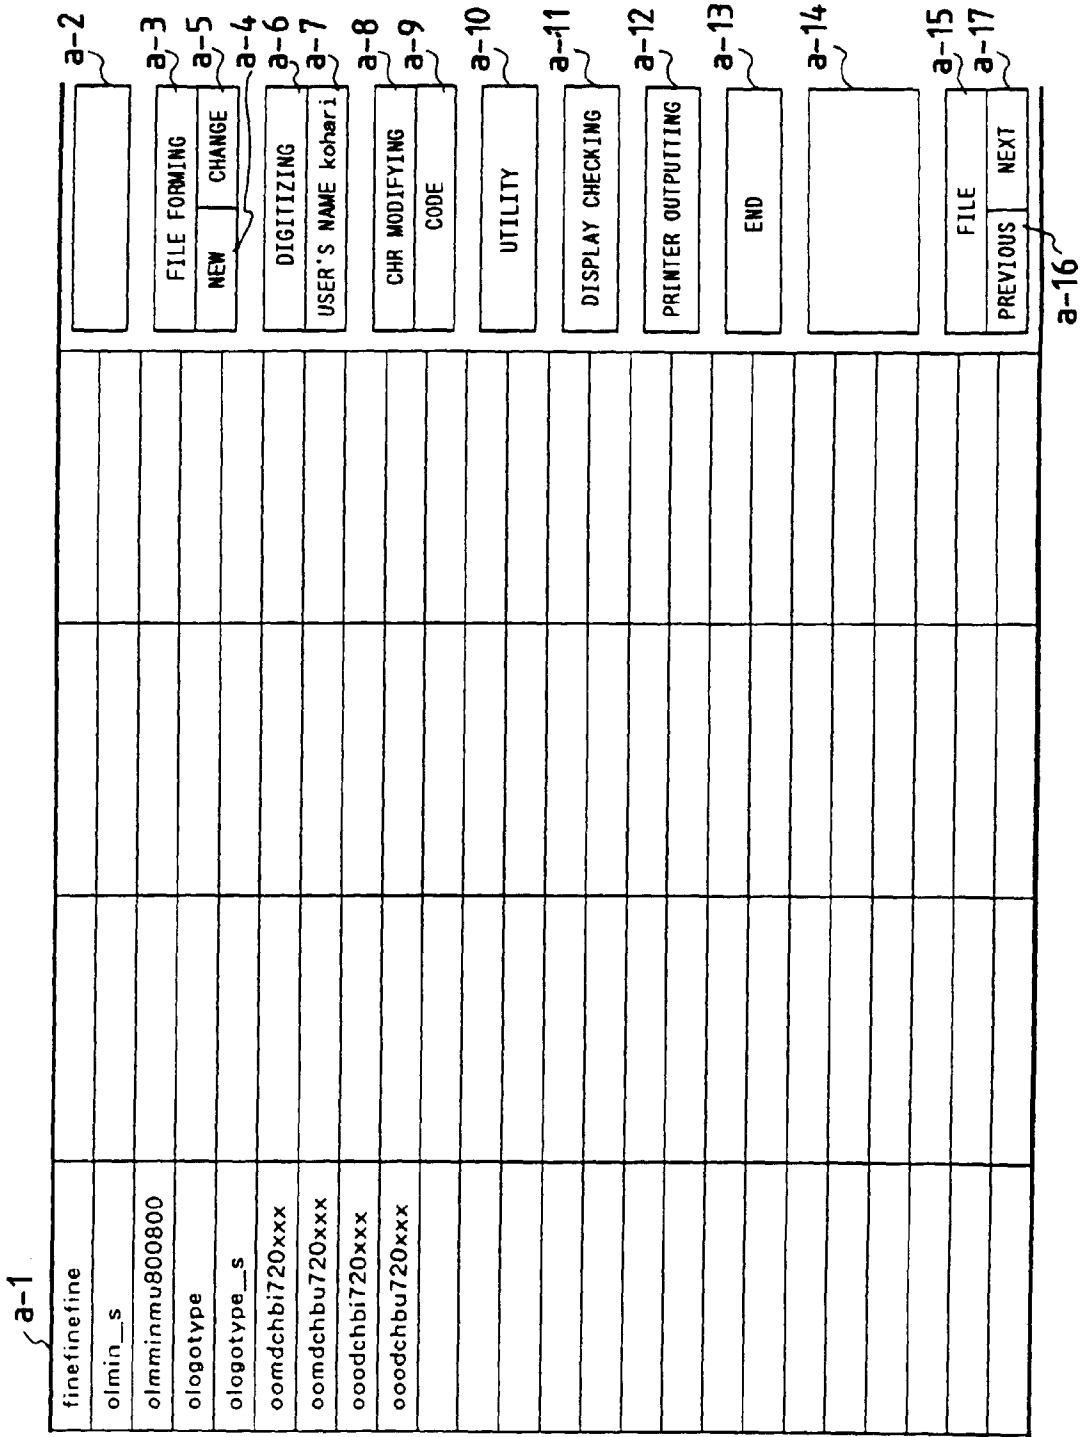 a-1
finefinefine
olmin__s
olmminmu800800
ologotype
ologotype__s
oomdchbi720xxx
oomdchbu720xxx
ooodchbi720xxx
ooodchbu720xxx
a-2
FILE FORMING
a-3
NEW
CHANGE
a-5
a-4
DIGITIZING
a-6
USER'S NAME kohari
a-7
CHR MODIFYING
a-8
CODE
a-9
UTILITY
a-10
DISPLAY CHECKING
a-11
PRINTER OUTPUTTING
a-12
END
a-13
a-14
FILE
a-15
PREVIOUS
NEXT
a-17
a-16